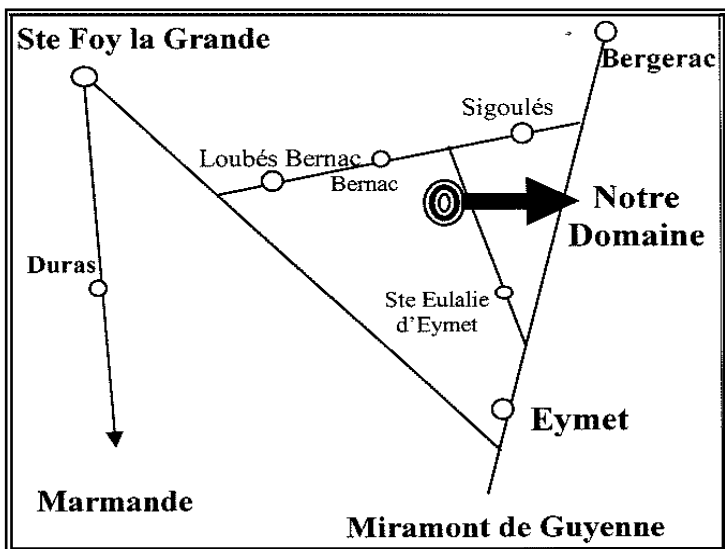 Ste Foy la Grande
Bergerac
Sigoulés
Loubés Bernac
Bernac
Notre
Domaine
Duras
Ste Eulalie
d'Eymet
Eymet
Marmande
Miramont de Guyenne